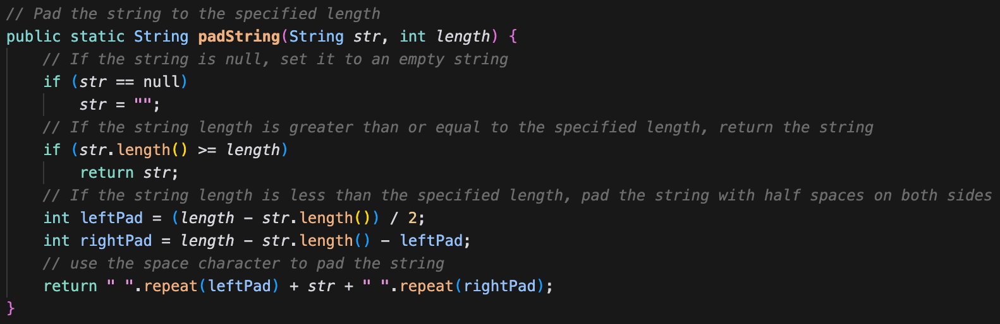 // Pad the string to the specified length
public static String padString(String str, int length) {
    // If the string is null, set it to an empty string
    if (str == null)
        str = "";
    // If the string length is greater than or equal to the specified length, return the string
    if (str.length() >= length)
        return str;
    // If the string length is less than the specified length, pad the string with half spaces on both sides
    int leftPad = (length - str.length()) / 2;
    int rightPad = length - str.length() - leftPad;
    // use the space character to pad the string
    return " ".repeat(leftPad) + str + " ".repeat(rightPad);
}